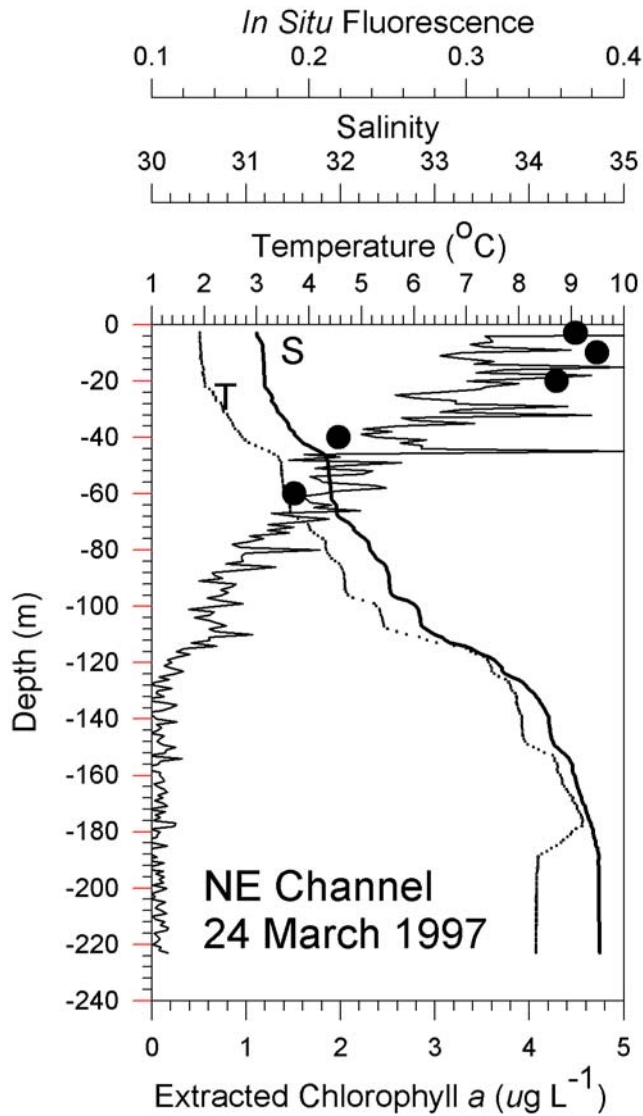 In Situ Fluorescence
0.1 0.2 0.3 0.4
Salinity
30 31 32 33 34 35
Temperature (°C)
1 2 3 4 5 6 7 8 9 10
0
-20
-40
-60
-80
-100
-120
-140
-160
-180
-200
-220
-240
Depth (m)
S
T
NE Channel
24 March 1997
0 1 2 3 4 5
Extracted Chlorophyll a (ug L⁻¹)